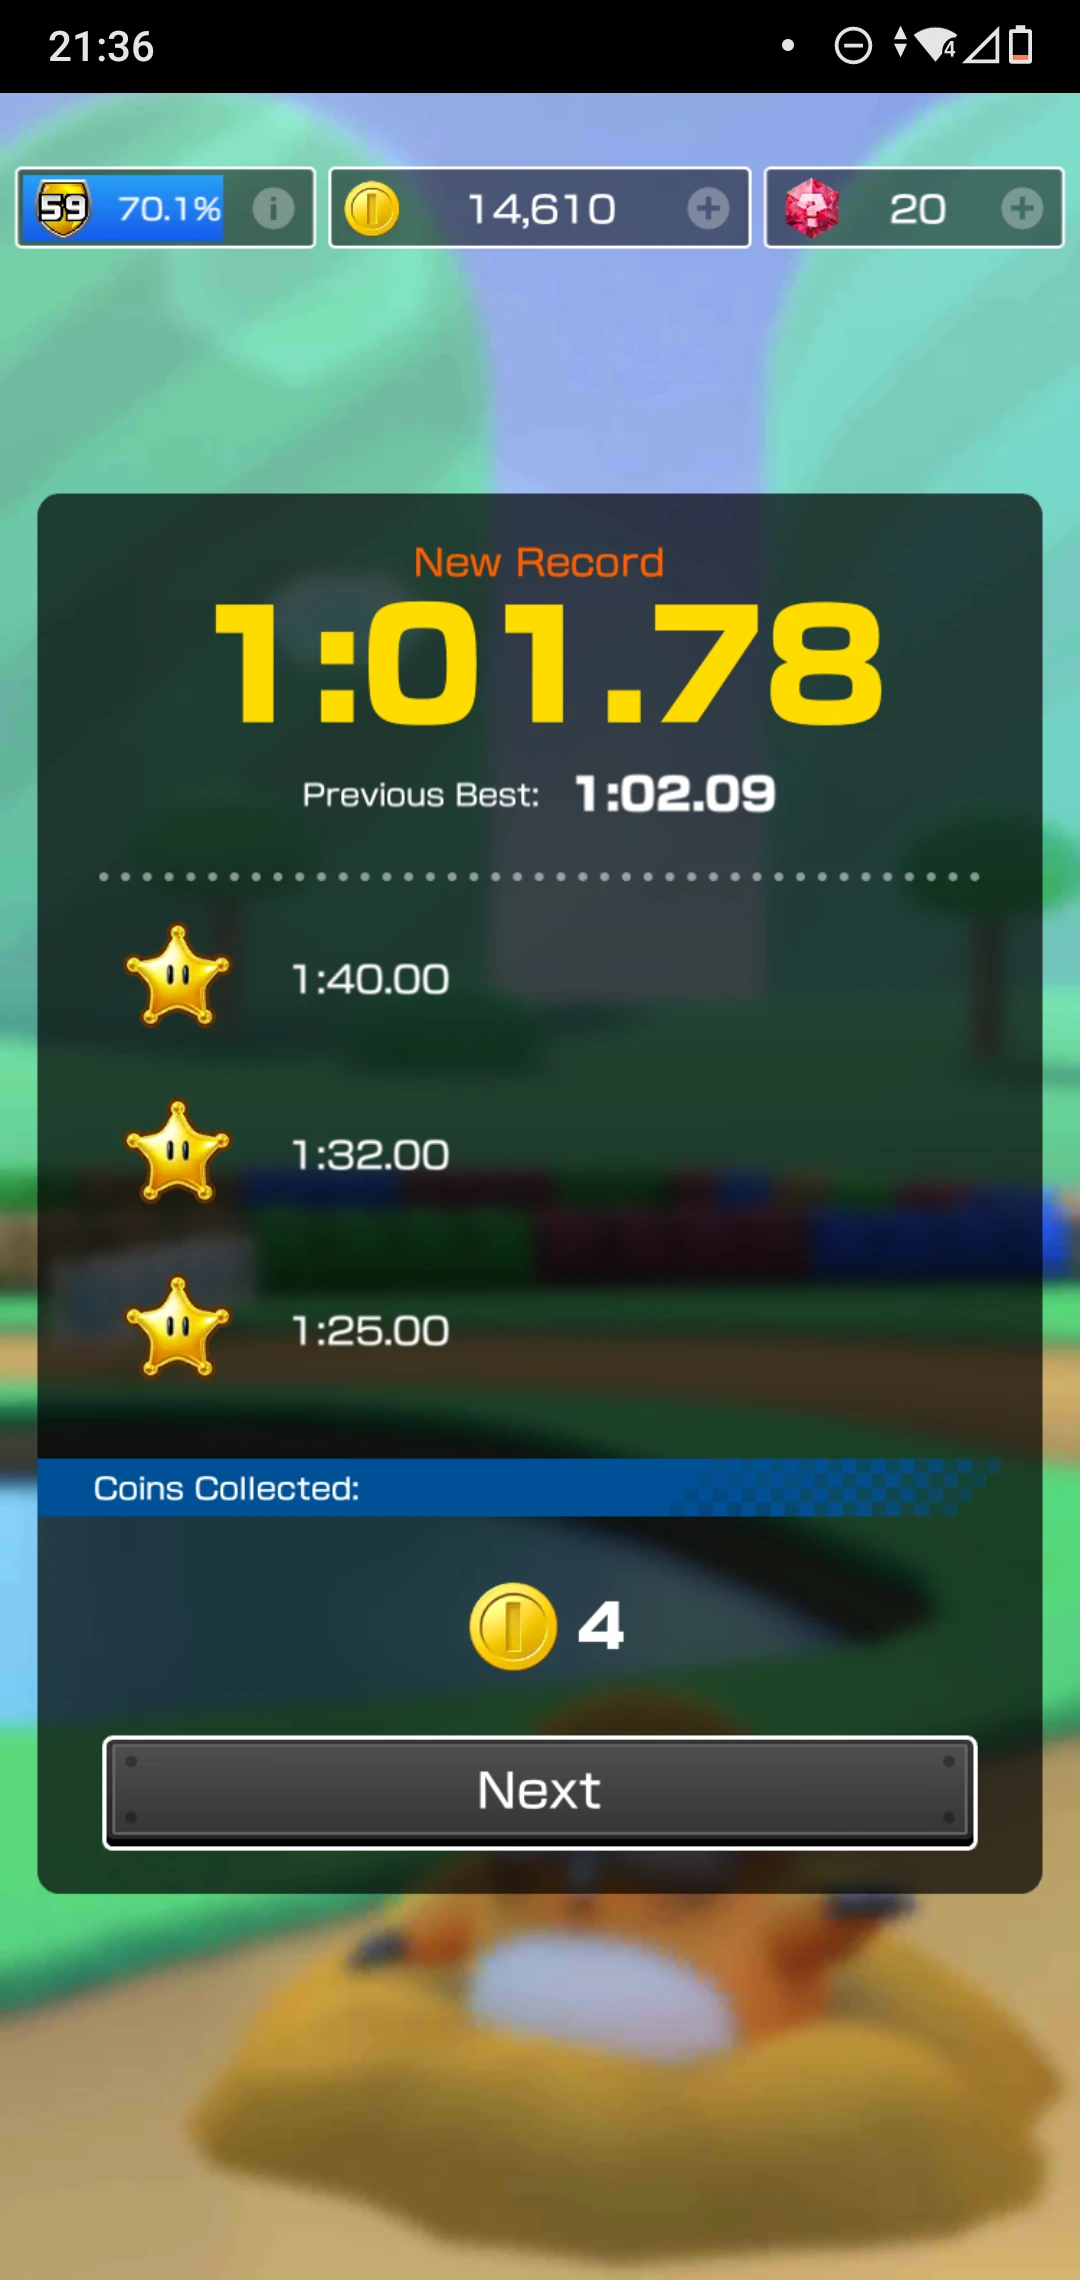 21:36
4
59 70.1% i 14,610 + ? 20 +
New Record
1:01.78
Previous Best: 1:02.09
1:40.00
1:32.00
1:25.00
Coins Collected:
4
Next